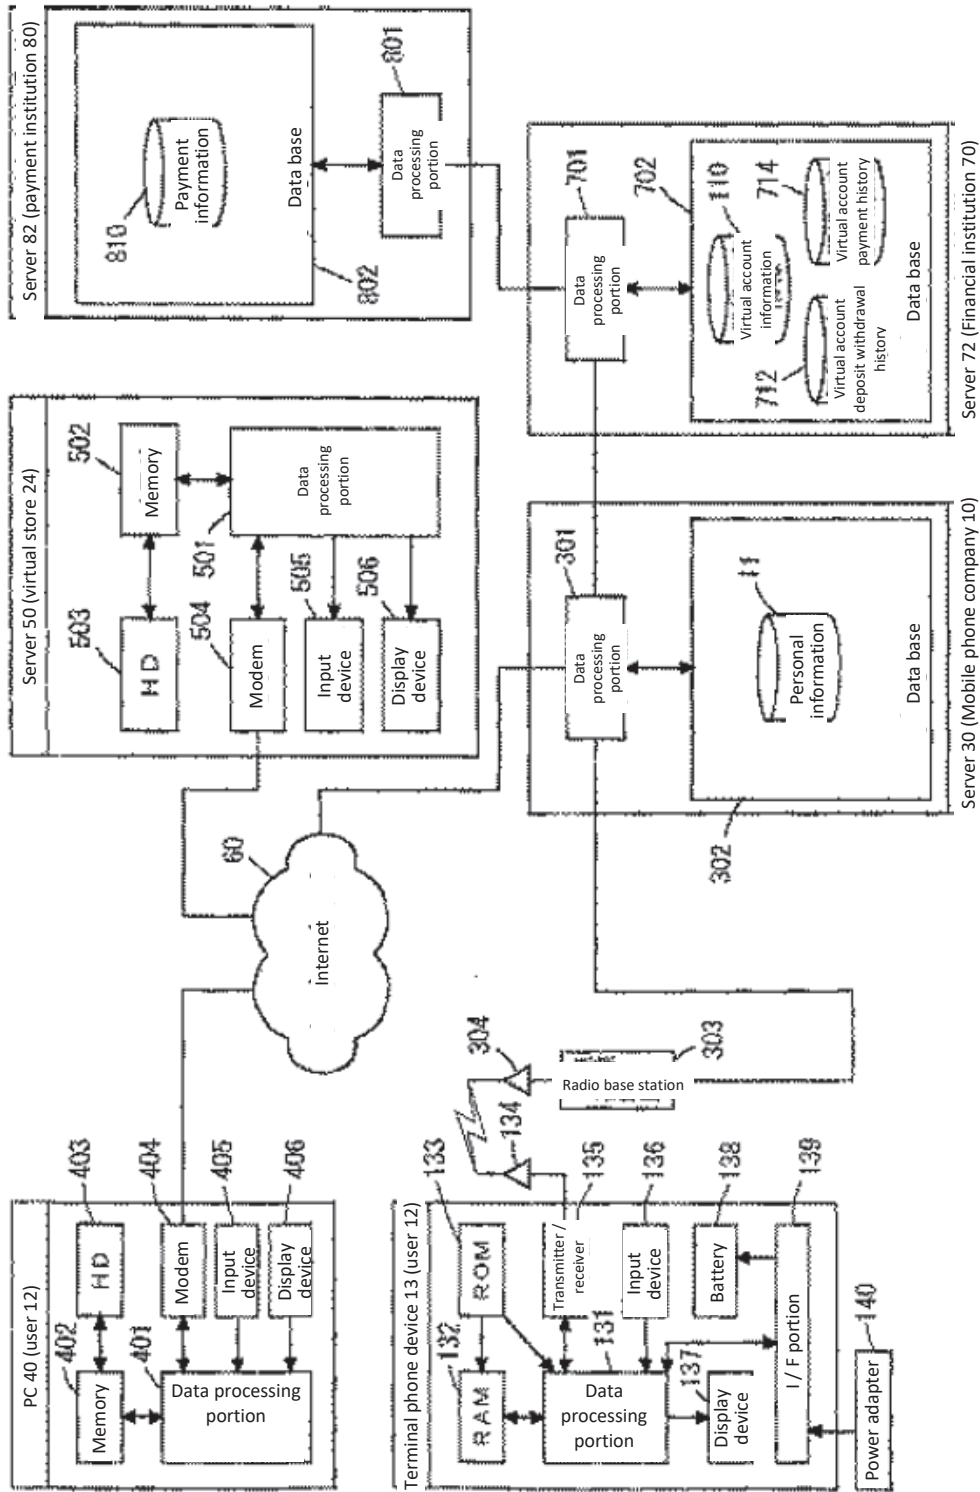 PC 40 (user 12)
402
403
Memory
HD
401
404
Data processing
portion
Modem
405
Input
device
406
Display
device
60
Internet
Server 50 (virtual store 24)
503
502
HD
Memory
504
501
Modem
Data
processing
portion
505
Input
device
506
Display
device
Server 82 (payment institution 80)
810
Payment
information
Data base
802
801
Data
processing
portion
Terminal phone device 13 (user 12)
132
133
RAM
ROM
131
134
135
Data
processing
portion
Transmitter /
receiver
136
Input
device
137
138
Display
device
Battery
139
I / F portion
140
Power adapter
304
303
Radio base station
301
Data
processing
portion
302
11
Personal
information
Data base
Server 30 (Mobile phone company 10)
701
Data
processing
portion
702
110
Virtual account
information
712
714
Virtual account
deposit withdrawal
history
Virtual account
payment history
Data base
Server 72 (Financial institution 70)